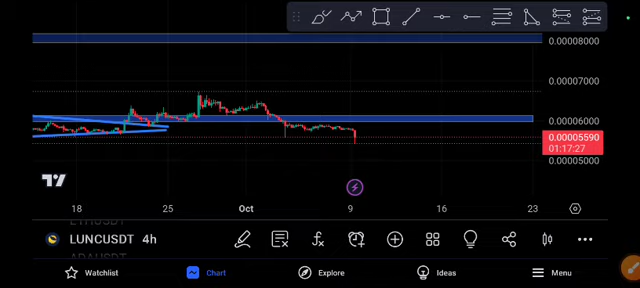 0.00008000
0.00007000
0.00006000
0.00005590
01:17:27
0.00005000
18 25 Oct 9 16 23
LUNCUSDT 4h
Watchlist Chart Explore Ideas Menu